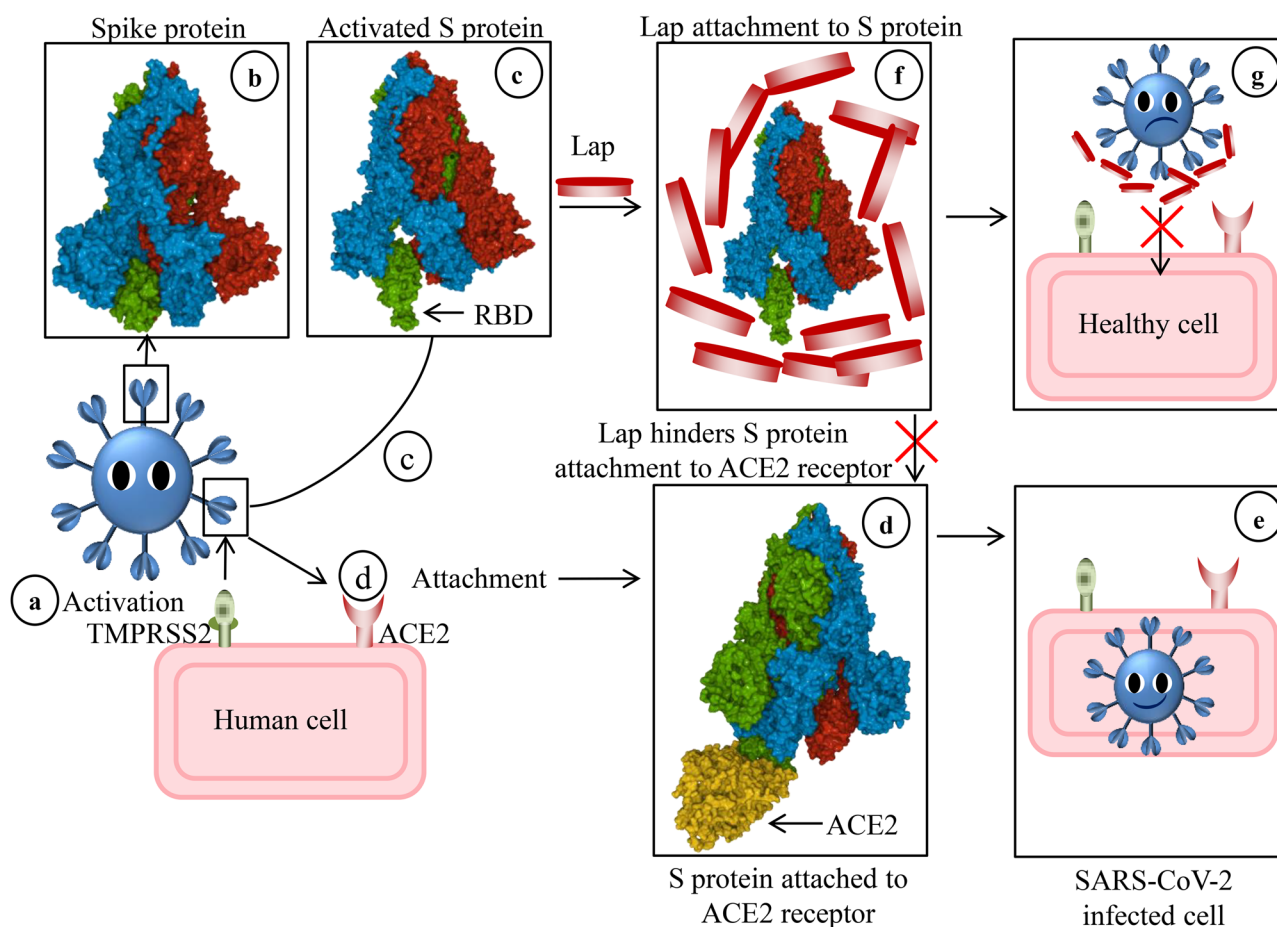 Spike protein
b
Activated S protein
c
RBD
Lap
Lap attachment to S protein
f
g
Healthy cell
c
Lap hinders S protein
attachment to ACE2 receptor
a
Activation
TMPRSS2
d
ACE2
Attachment
Human cell
d
ACE2
S protein attached to
ACE2 receptor
e
SARS-CoV-2
infected cell